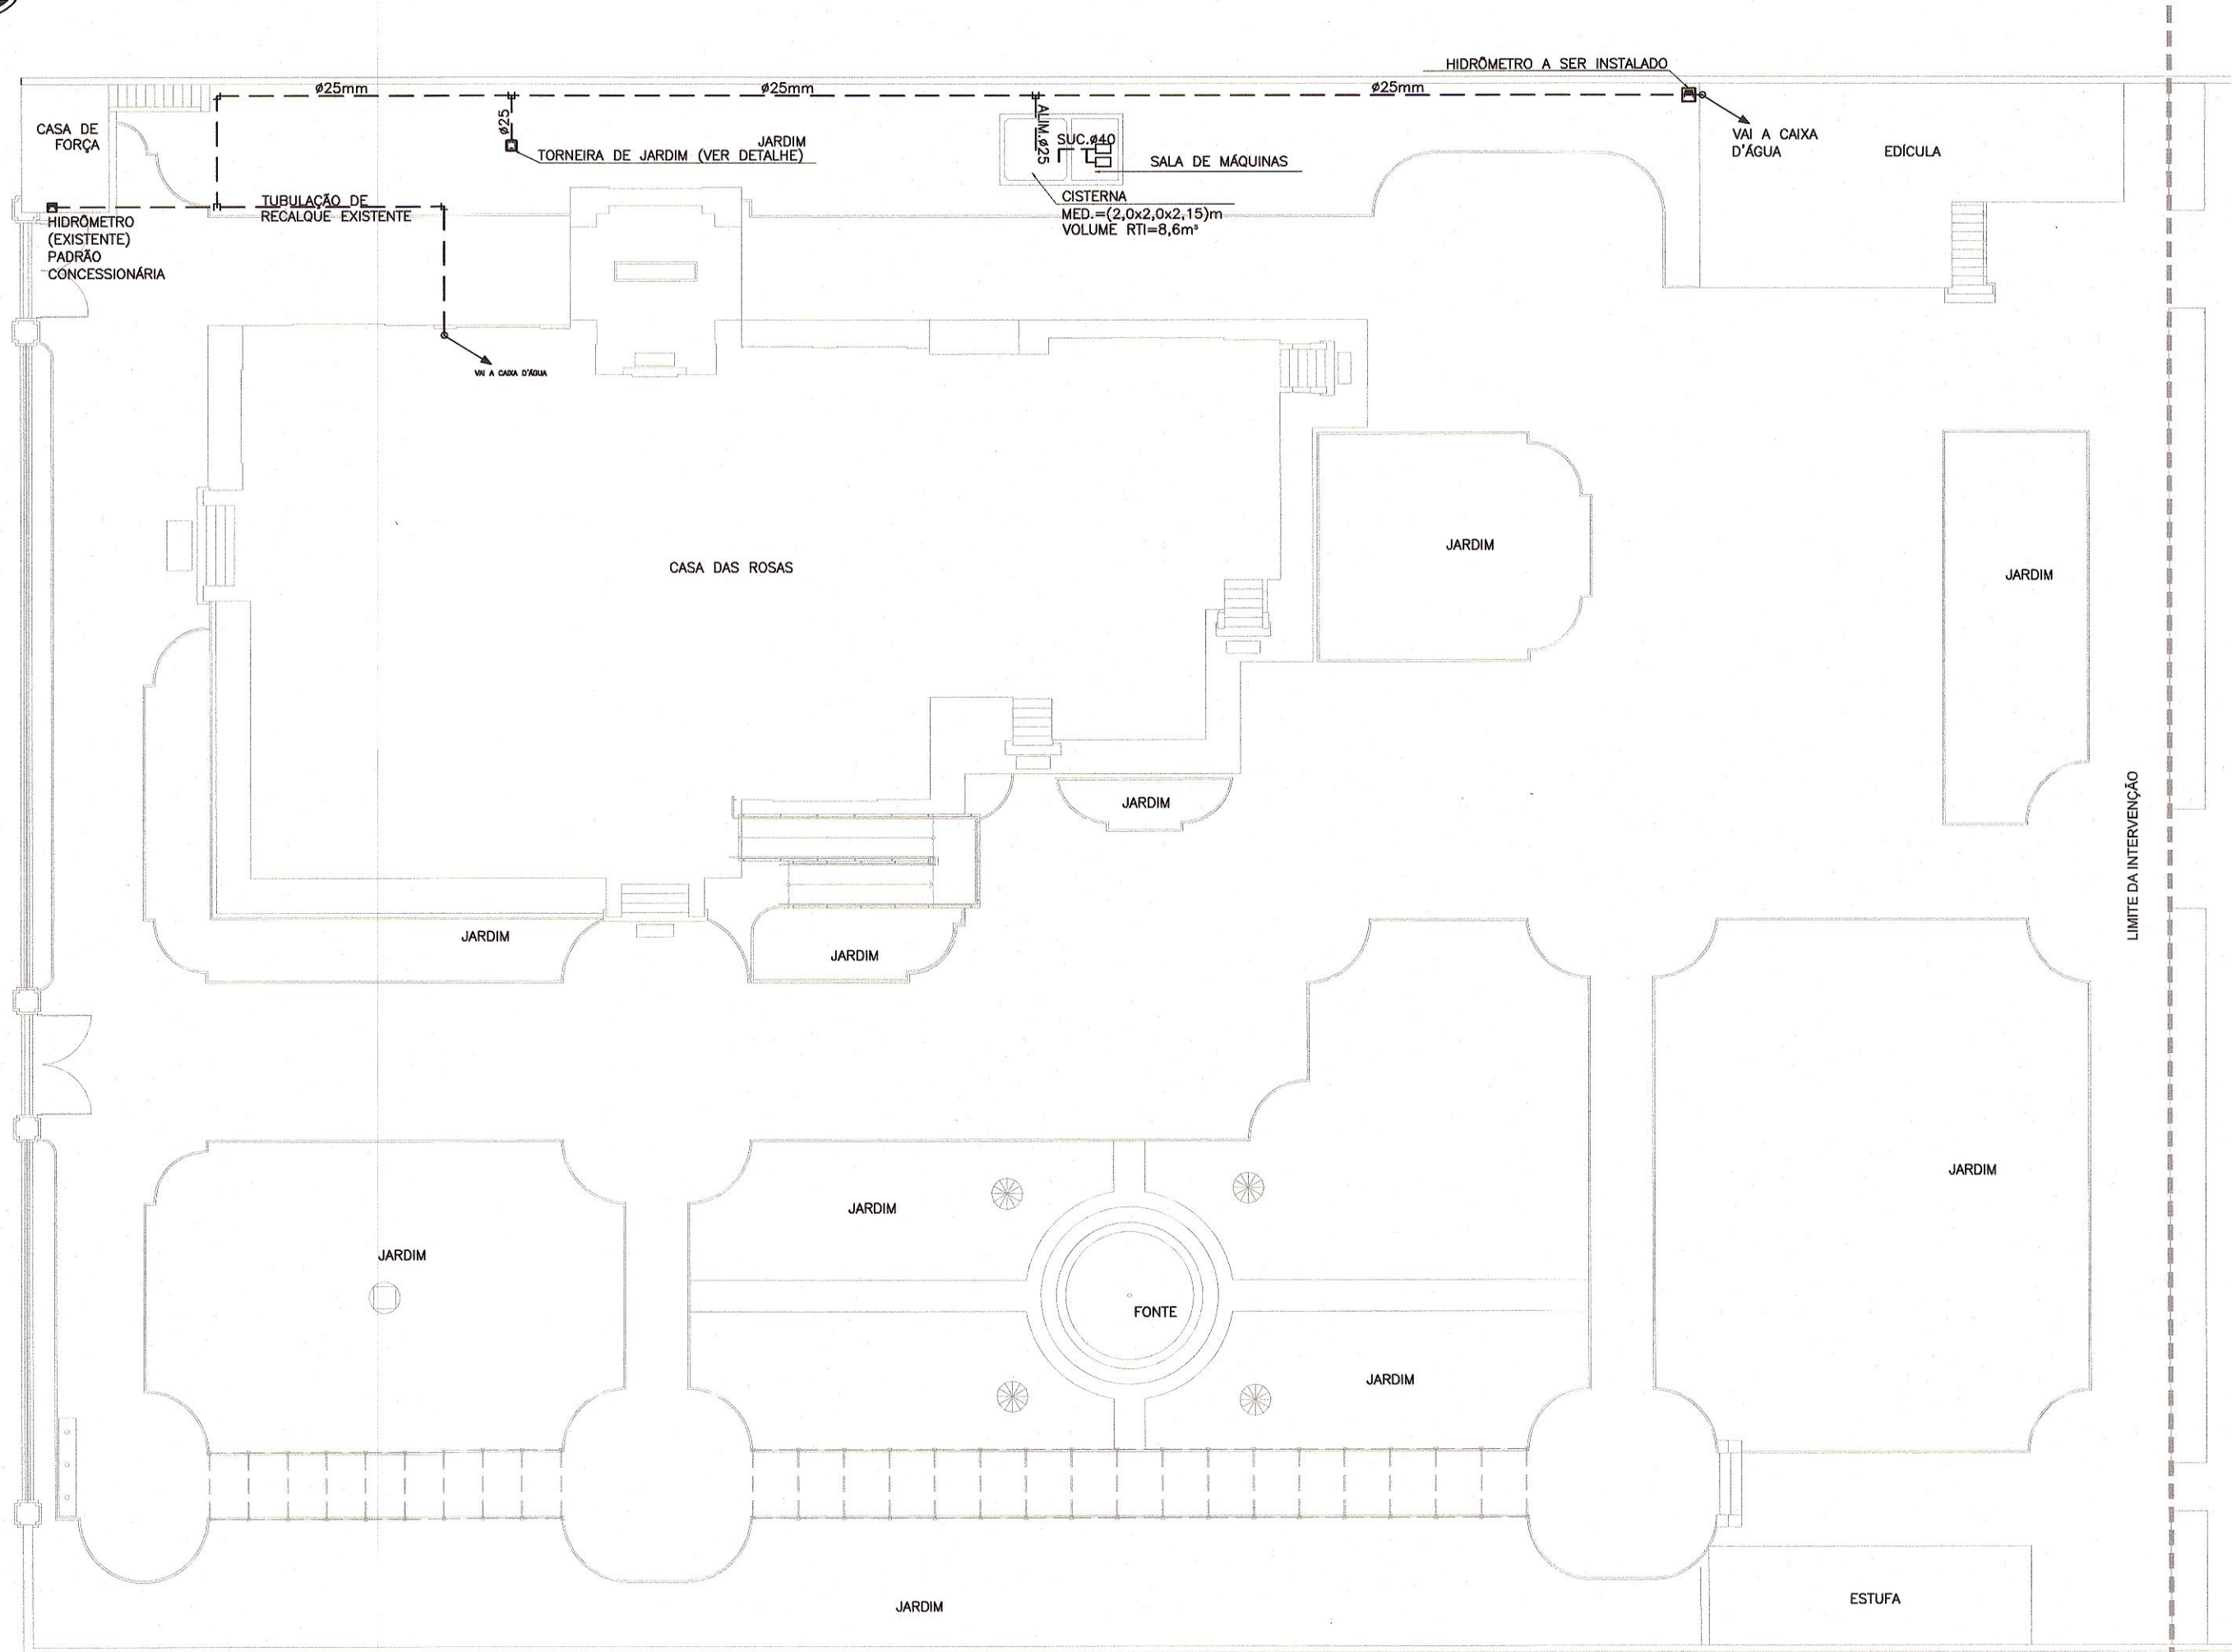 HIDRÔMETRO A SER INSTALADO
ø25mm
ø25mm
ø25mm
CASA DE
FORÇA
ø25
JARDIM
TORNEIRA DE JARDIM (VER DETALHE)
ALIM.ø25
SUC.ø40
SALA DE MÁQUINAS
VAI A CAIXA
D'ÁGUA
EDÍCULA
TUBULAÇÃO DE
RECALQUE EXISTENTE
CISTERNA
MED.=(2,0x2,0x2,15)m
VOLUME RTI=8,6m³
HIDRÔMETRO
(EXISTENTE)
PADRÃO
CONCESSIONÁRIA
VAI A CAIXA D'ÁGUA
CASA DAS ROSAS
JARDIM
JARDIM
JARDIM
LIMITE DA INTERVENÇÃO
JARDIM
JARDIM
JARDIM
JARDIM
JARDIM
FONTE
JARDIM
ESTUFA
JARDIM